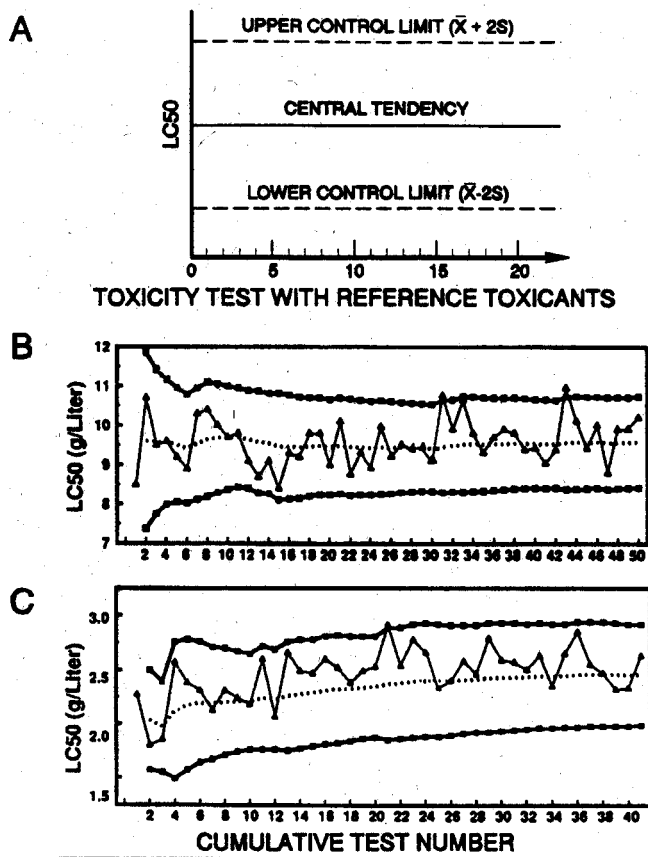 A
UPPER CONTROL LIMIT (X̄ + 2S)
CENTRAL TENDENCY
LOWER CONTROL LIMIT (X̄-2S)
LC50
0 5 10 15 20
TOXICITY TEST WITH REFERENCE TOXICANTS
B
LC50 (g/Liter)
12
11
10
9
8
7
2 4 6 8 10 12 14 16 18 20 22 24 26 28 30 32 34 36 38 40 42 44 46 48 50
C
LC50 (g/Liter)
3.0
2.5
2.0
1.5
2 4 6 8 10 12 14 16 18 20 22 24 26 28 30 32 34 36 38 40
CUMULATIVE TEST NUMBER